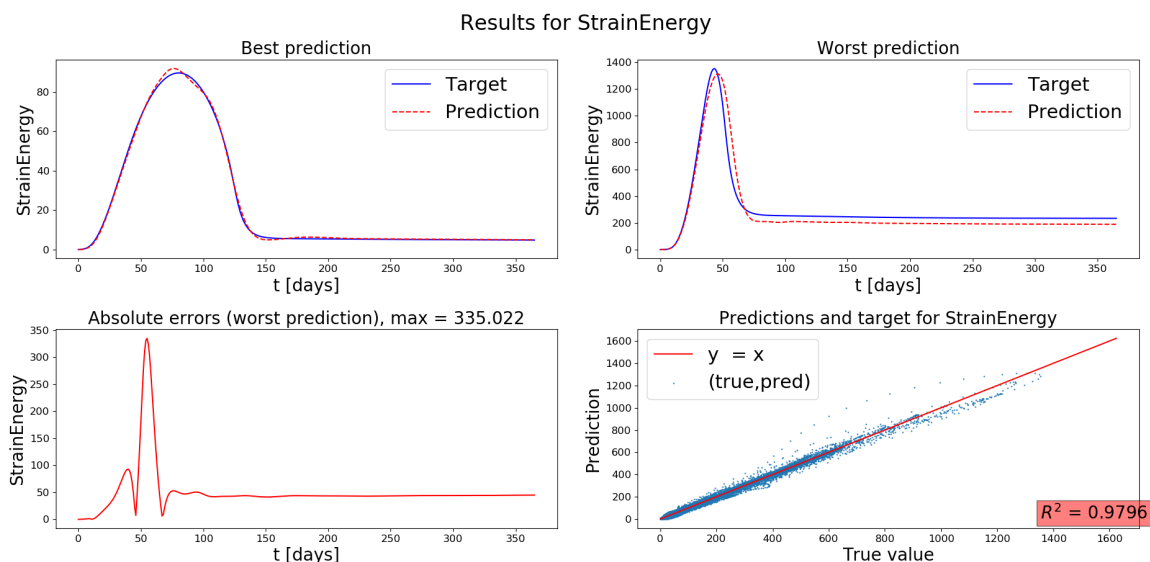 Results for StrainEnergy
Best prediction
StrainEnergy
80
60
40
20
0
Target
Prediction
0 50 100 150 200 250 300 350
t [days]
Worst prediction
StrainEnergy
1400
1200
1000
800
600
400
200
0
Target
Prediction
0 50 100 150 200 250 300 350
t [days]
Absolute errors (worst prediction), max = 335.022
StrainEnergy
350
300
250
200
150
100
50
0
0 50 100 150 200 250 300 350
t [days]
Predictions and target for StrainEnergy
Prediction
1600
1400
1200
1000
800
600
400
200
0
y = x
(true,pred)
R² = 0.9796
0 200 400 600 800 1000 1200 1400 1600
True value